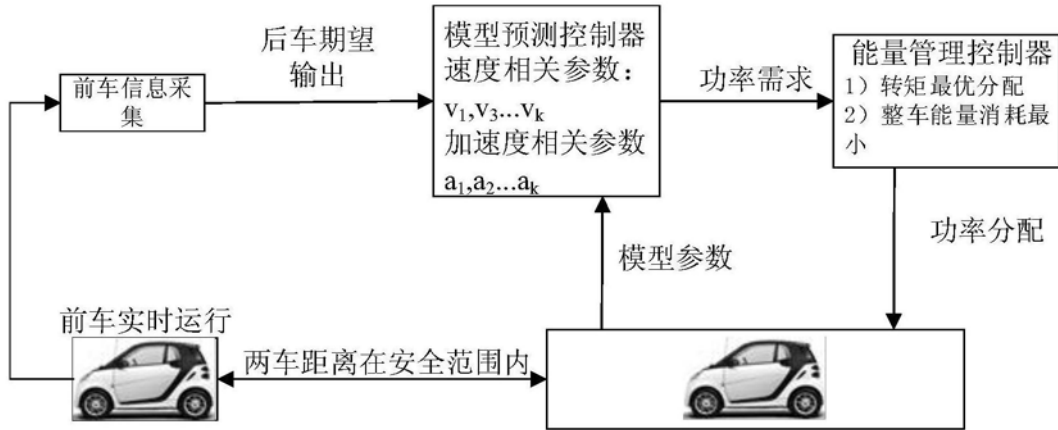 前车信息采
集
后车期望
输出
模型预测控制器
速度相关参数：
v₁,v₃...vₖ
加速度相关参数
a₁,a₂...aₖ
功率需求
能量管理控制器
1）转矩最优分配
2）整车能量消耗最
小
功率分配
模型参数
前车实时运行
两车距离在安全范围内